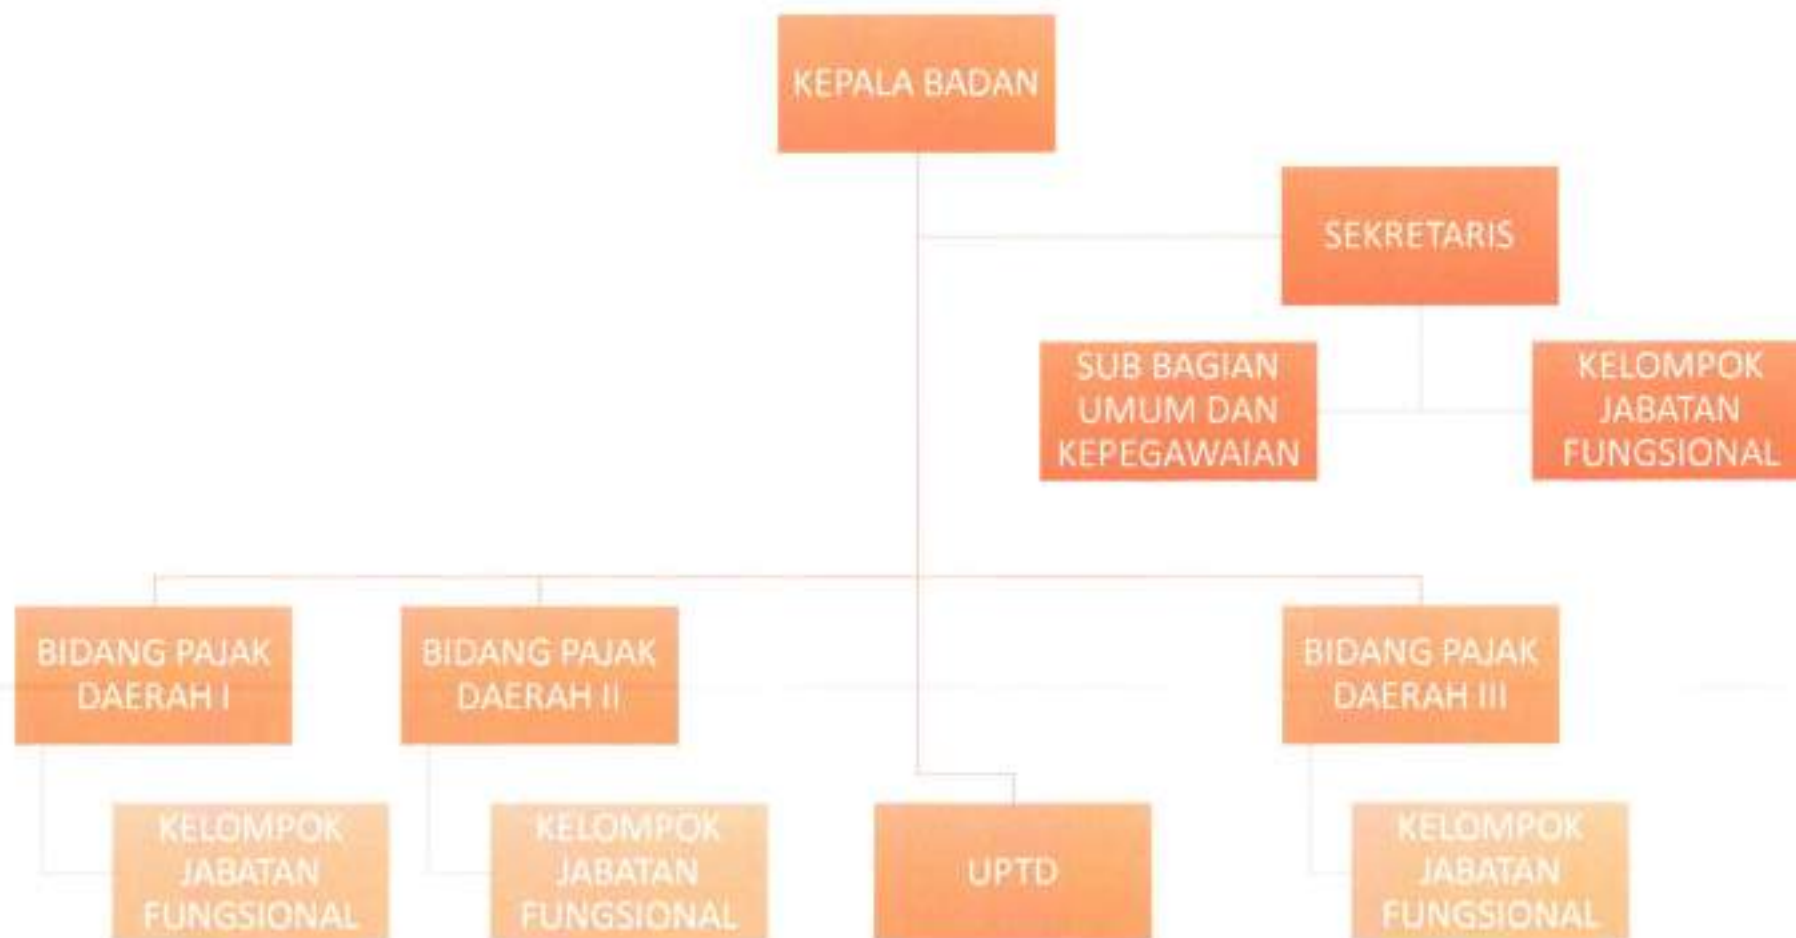 KEPALA BADAN
SEKRETARIS
SUB BAGIAN
UMUM DAN
KEPEGAWAIAN
KELOMPOK
JABATAN
FUNGSIONAL
BIDANG PAJAK
DAERAH I
BIDANG PAJAK
DAERAH II
BIDANG PAJAK
DAERAH III
KELOMPOK
JABATAN
FUNGSIONAL
KELOMPOK
JABATAN
FUNGSIONAL
UPTD
KELOMPOK
JABATAN
FUNGSIONAL